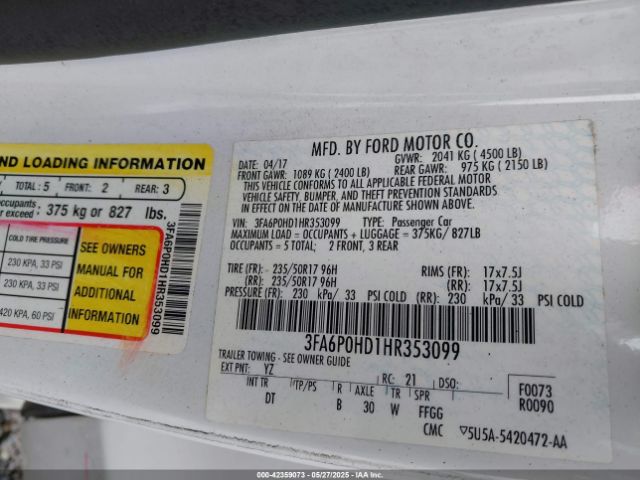 ND LOADING INFORMATION
TOTAL: 5 FRONT: 2 REAR: 3
exceed: 375 kg or 827 lbs.
COLD TIRE PRESSURE
230 KPA, 33 PSI
230 KPA, 33 PSI
420 KPA, 60 PSI
SEE OWNERS
MANUAL FOR
ADDITIONAL
INFORMATION
3FA6P0HD1HR353099
MFD. BY FORD MOTOR CO.
DATE: 04/17 GVWR: 2041 KG (4500 LB)
FRONT GAWR: 1089 KG (2400 LB) REAR GAWR: 975 KG (2150 LB)
THIS VEHICLE CONFORMS TO ALL APPLICABLE FEDERAL MOTOR
VEHICLE SAFETY, BUMPER, AND THEFT PREVENTION STANDARDS
IN EFFECT ON THE DATE OF MANUFACTURE SHOWN ABOVE.
VIN: 3FA6P0HD1HR353099 TYPE: Passenger Car
MAXIMUM LOAD = OCCUPANTS + LUGGAGE = 375KG/ 827LB
OCCUPANTS = 5 TOTAL; 2 FRONT, 3 REAR
TIRE (FR): 235/50R17 96H RIMS (FR): 17x7.5J
(RR): 235/50R17 96H (RR): 17x7.5J
PRESSURE (FR): 230 kPa/ 33 PSI COLD (RR): 230 kPa/ 33 PSI COLD
3FA6P0HD1HR353099
TRAILER TOWING - SEE OWNER GUIDE
EXT PNT: YZ RC: 21 DSO:
INT TR TP/PS R AXLE TR SPR
DT B 30 W FFGG
CMC
F0073
R0090
5U5A-5420472-AA
00-42359073 | 05/27/2025 | IAAI.COM